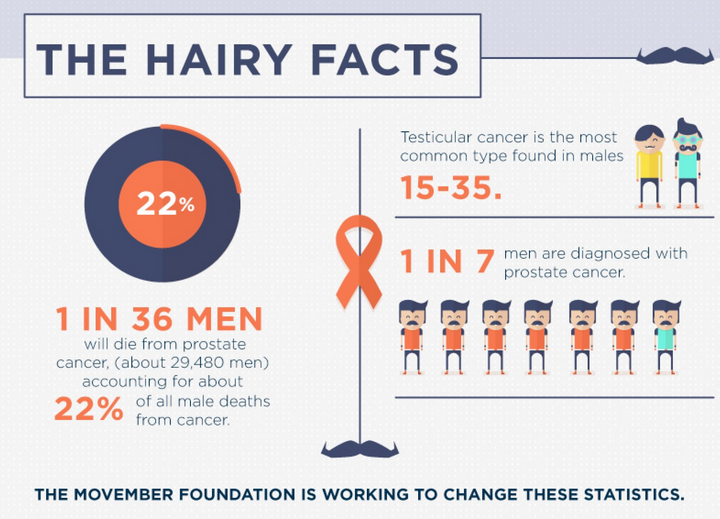 THE HAIRY FACTS
22%
1 IN 36 MEN
will die from prostate
cancer, (about 29,480 men)
accounting for about
22% of all male deaths
from cancer.
Testicular cancer is the most
common type found in males
15-35.
1 IN 7 men are diagnosed with
prostate cancer.
THE MOVEMBER FOUNDATION IS WORKING TO CHANGE THESE STATISTICS.